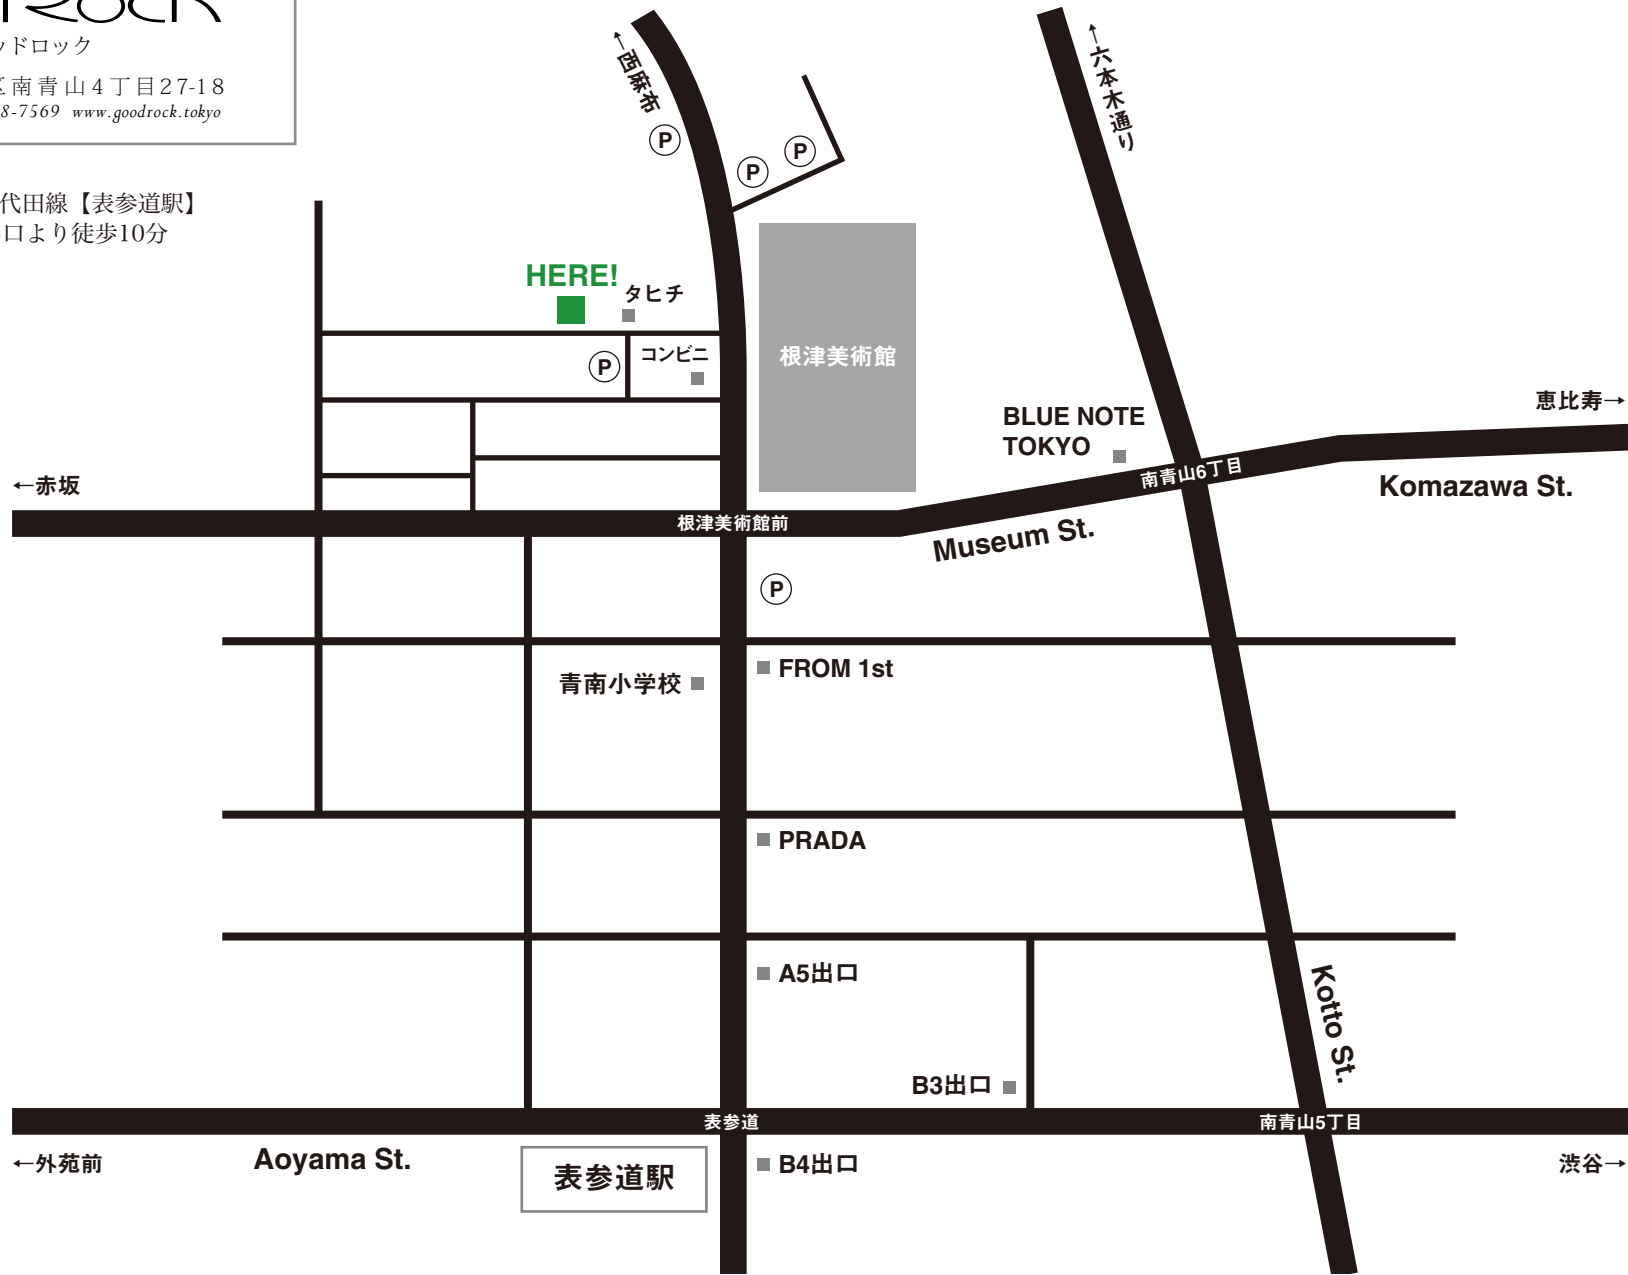 ROCK
ッドロック
区南青山4丁目27-18
8-7569 www.goodrock.tokyo
代田線【表参道駅】
口より徒歩10分
←西麻布
←六本木通り
P
P
P
HERE!
タヒチ
コンビニ
P
根津美術館
BLUE NOTE
TOKYO
恵比寿→
南青山6丁目
Komazawa St.
←赤坂
根津美術館前
Museum St.
P
FROM 1st
青南小学校
PRADA
A5出口
Kotto St.
B3出口
表参道
南青山5丁目
←外苑前
Aoyama St.
表参道駅
B4出口
渋谷→